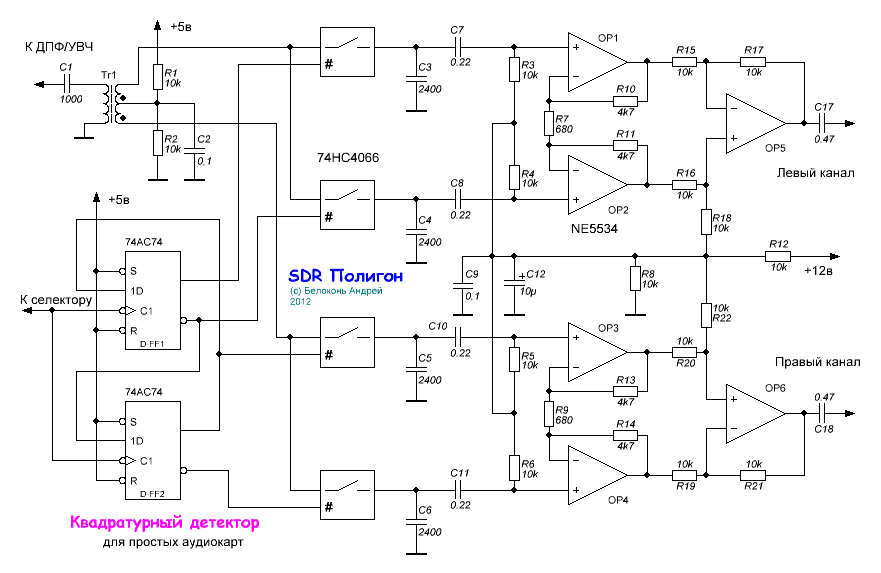 К ДПФ/УВЧ
+5в
C1
1000
Тг1
R1
10k
R2
10k
C2
0,1
#
74HC4066
#
#
#
C3
2400
C4
2400
C5
2400
C6
2400
C7
0.22
C8
0.22
C10
0.22
C11
0.22
R3
10k
R4
10k
R5
10k
R6
10k
OP1
OP2
NE5534
OP3
OP4
OP5
OP6
R7
680
R10
4k7
R11
4k7
R9
680
R13
4k7
R14
4k7
R15
10k
R17
10k
R16
10k
R18
10k
C17
0.47
Левый канал
R12
10k
+12в
C9
0,1
C12
10µ
R8
10k
10k
R22
10k
R20
10k
R19
10k
R21
Правый канал
0.47
C18
+5в
74AC74
S
1D
C1
R
D-FF1
К селектору
74AC74
S
1D
C1
R
D-FF2
SDR Полигон
(c) Белоконь Андрей
2012
Квадратурный детектор
для простых аудиокарт